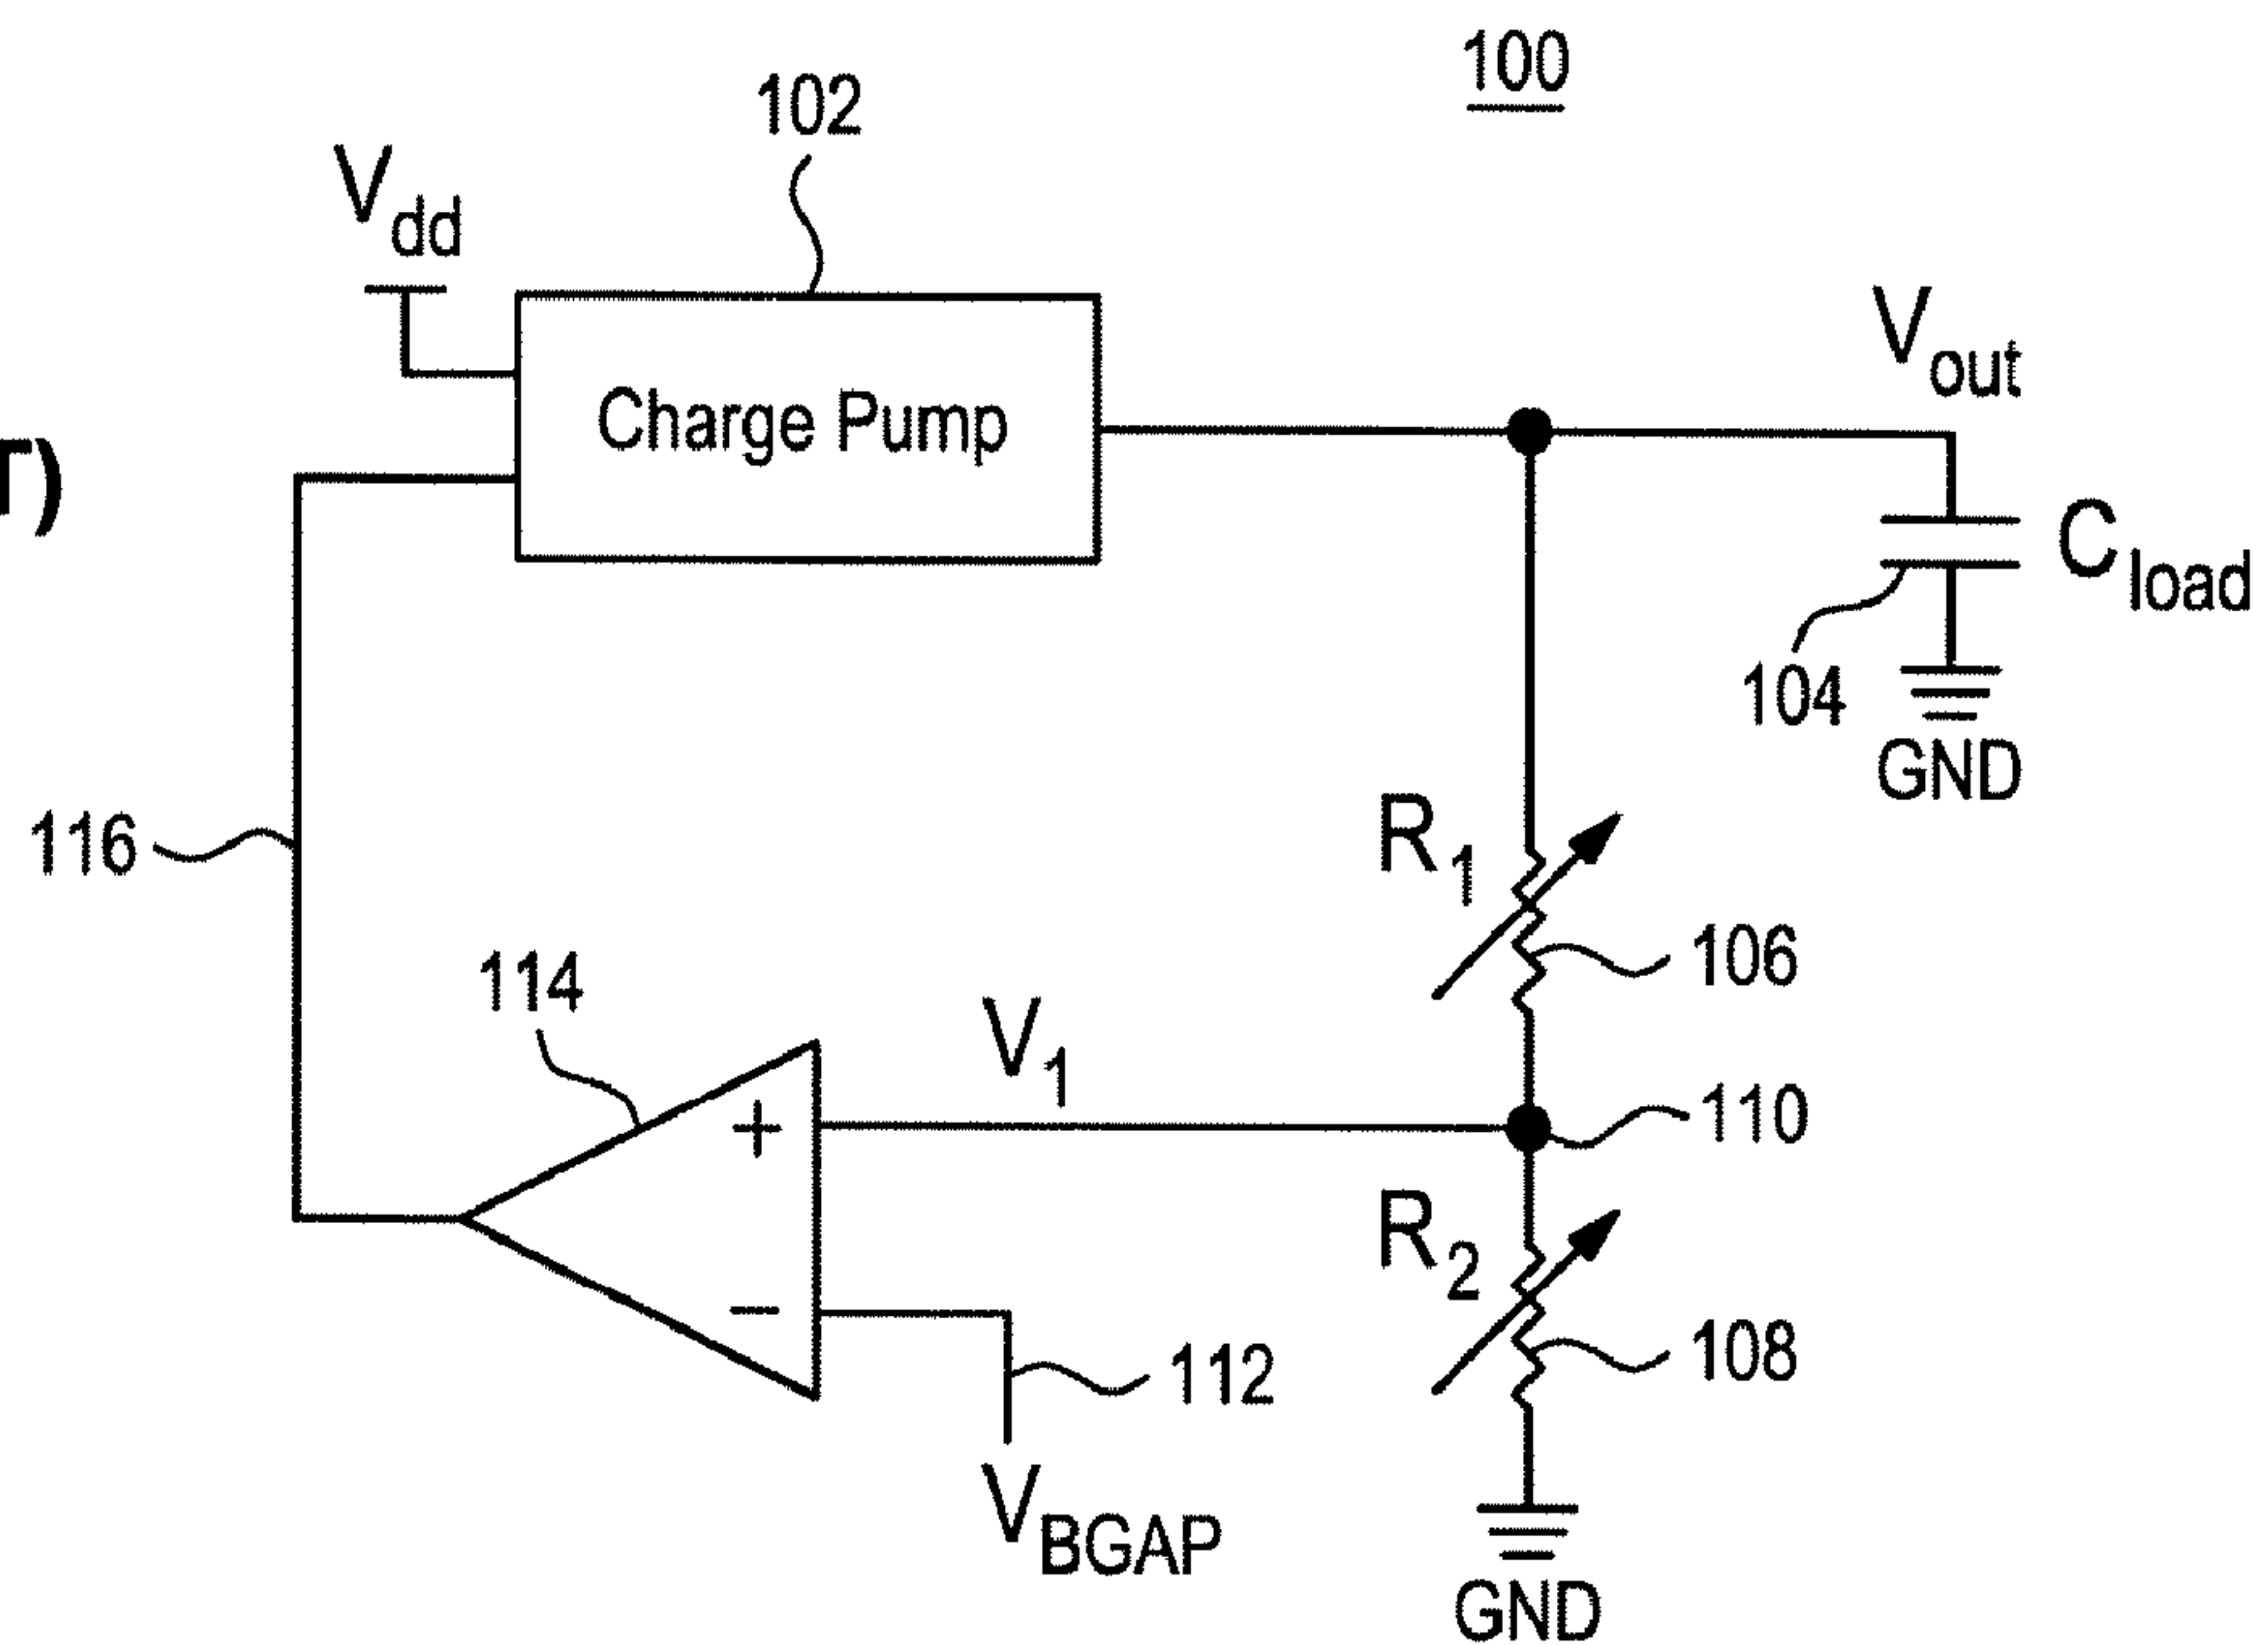 100
102
Vdd
Charge Pump
Vout
T)
Cload
104
GND
R1
116
106
114
V1
+
110
R2
−
108
112
VBGAP
GND